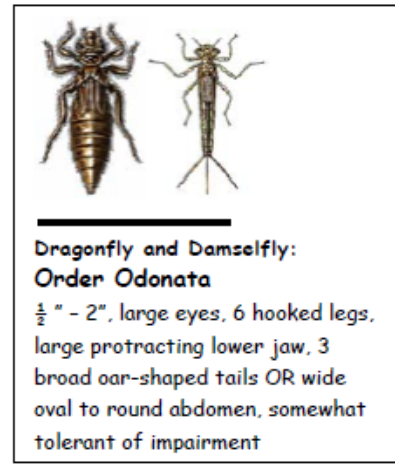 Dragonfly and Damselfly:
Order Odonata
½ " - 2", large eyes, 6 hooked legs,
large protracting lower jaw, 3
broad oar-shaped tails OR wide
oval to round abdomen, somewhat
tolerant of impairment